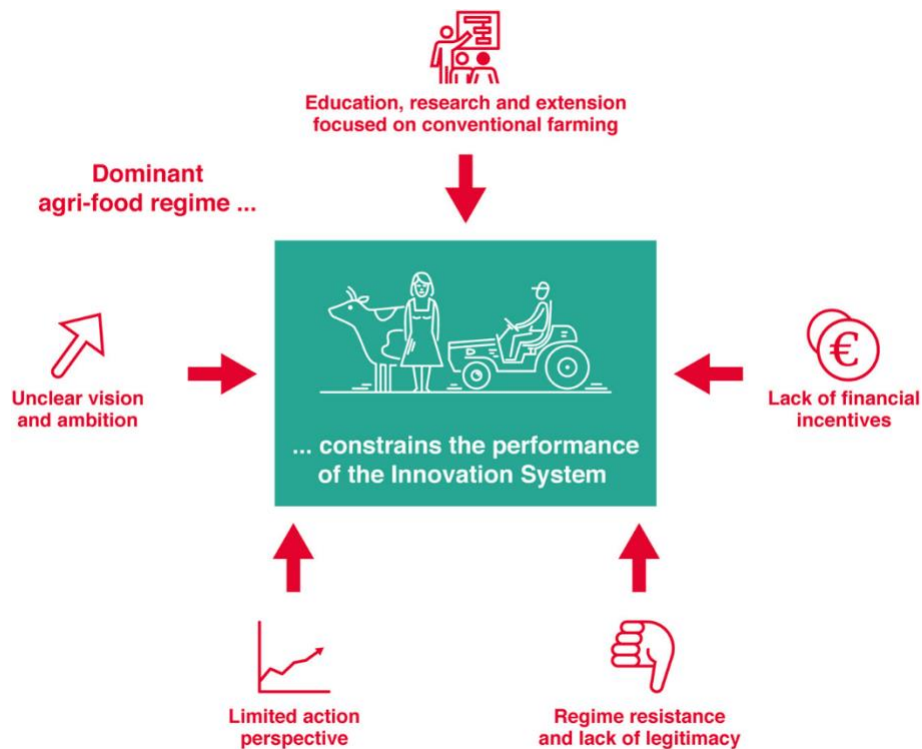 Education, research and extension
focused on conventional farming
Dominant
agri-food regime ...
Unclear vision
and ambition
€
Lack of financial
incentives
... constrains the performance
of the Innovation System
Limited action
perspective
Regime resistance
and lack of legitimacy